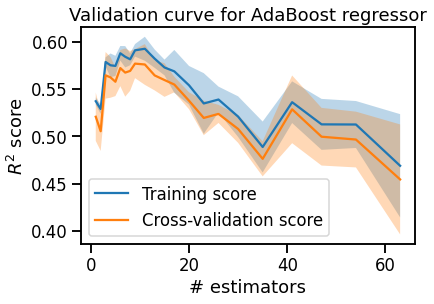 Validation curve for AdaBoost regressor
0.60
0.55
0.50
0.45
0.40
R² score
Training score
Cross-validation score
0
20
40
60
# estimators